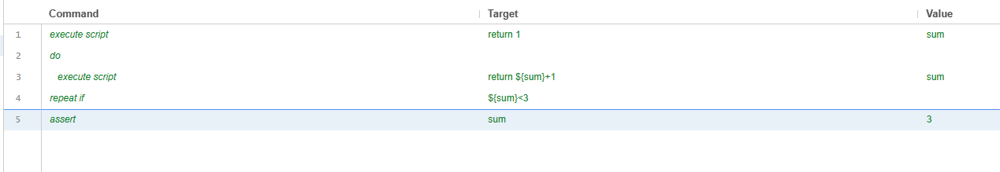 Command Target Value
1 execute script return 1 sum
2 do
3 execute script return ${sum}+1 sum
4 repeat if ${sum}<3
5 assert sum 3